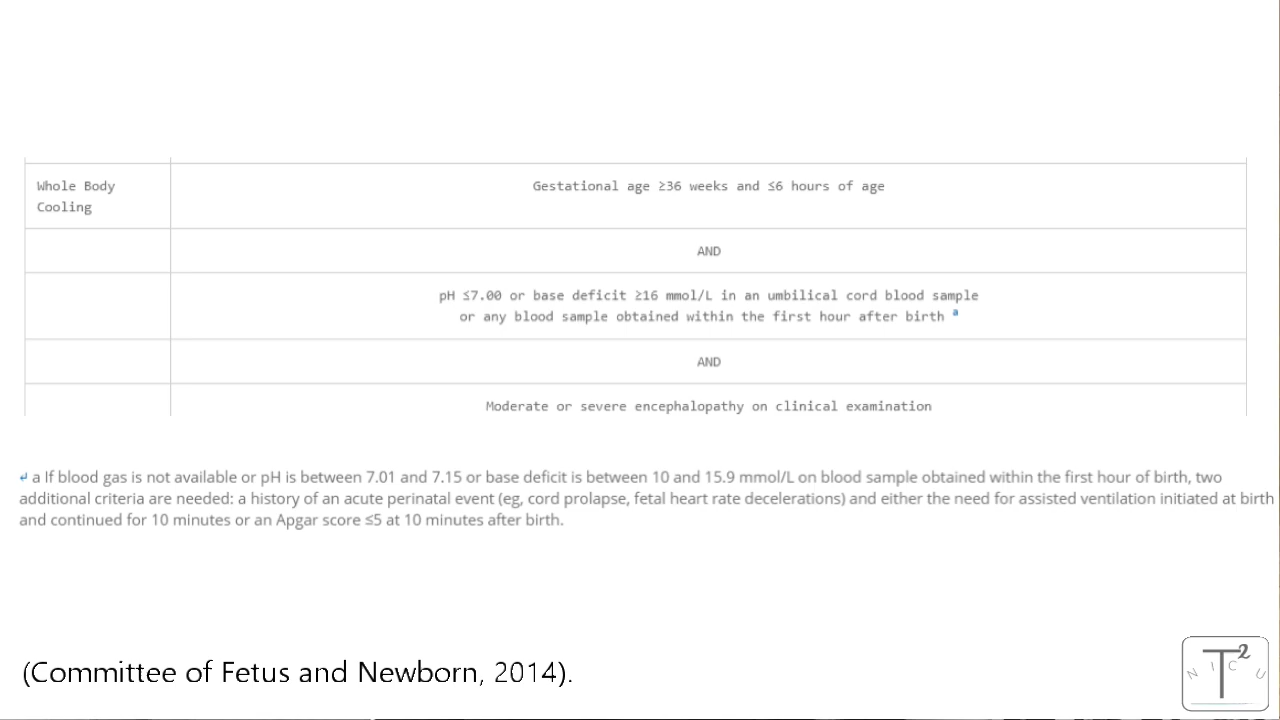 Whole Body
Cooling
Gestational age ≥36 weeks and ≤6 hours of age
AND
pH ≤7.00 or base deficit ≥16 mmol/L in an umbilical cord blood sample
or any blood sample obtained within the first hour after birth a
AND
Moderate or severe encephalopathy on clinical examination
↲ a If blood gas is not available or pH is between 7.01 and 7.15 or base deficit is between 10 and 15.9 mmol/L on blood sample obtained within the first hour of birth, two
additional criteria are needed: a history of an acute perinatal event (eg, cord prolapse, fetal heart rate decelerations) and either the need for assisted ventilation initiated at birth
and continued for 10 minutes or an Apgar score ≤5 at 10 minutes after birth.
(Committee of Fetus and Newborn, 2014).
T2
N I C U